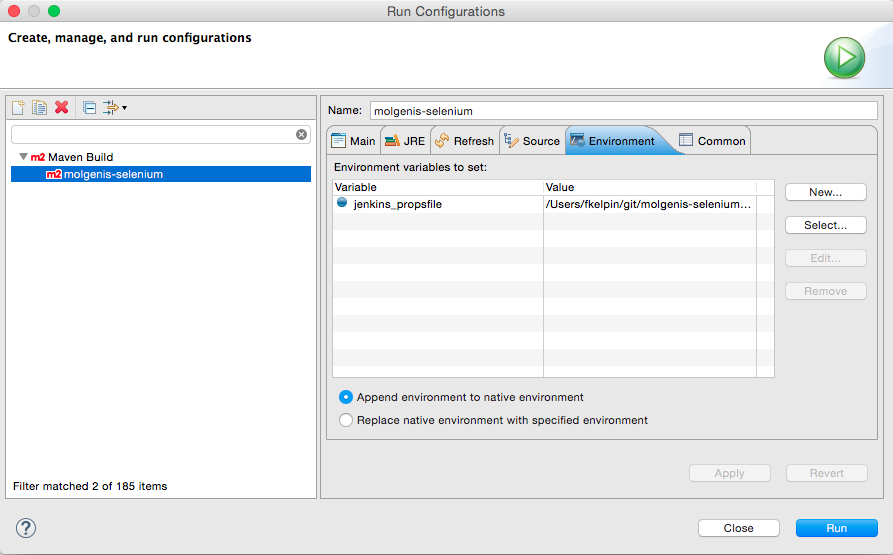 Run Configurations
Create, manage, and run configurations
Name: molgenis-selenium
Main JRE Refresh Source Environment Common
m2 Maven Build
m2 molgenis-selenium
Environment variables to set:
Variable Value
jenkins_propsfile /Users/fkelpin/git/molgenis-selenium...
New...
Select...
Edit...
Remove
Append environment to native environment
Replace native environment with specified environment
Filter matched 2 of 185 items
Apply Revert
? Close Run